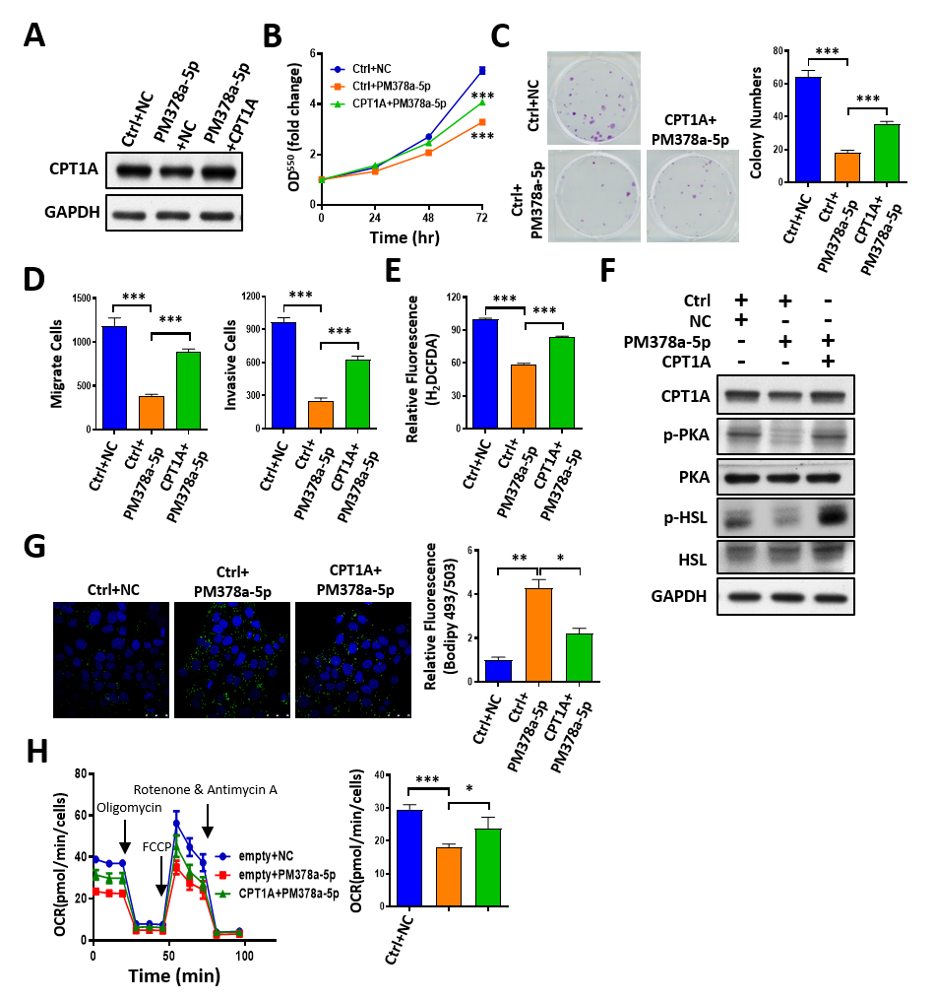 A
Ctrl+NC
PM378a-5p
+NC
PM378a-5p
+CPT1A
CPT1A
GAPDH
B
OD550 (fold change)
6
4
2
0
Ctrl+NC
Ctrl+PM378a-5p
CPT1A+PM378a-5p
***
***
0
24
48
72
Time (hr)
C
Ctrl+NC
Ctrl+
PM378a-5p
CPT1A+
PM378a-5p
Colony Numbers
80
60
40
20
0
***
***
Ctrl+NC
Ctrl+
PM378a-5p
CPT1A+
PM378a-5p
D
Migrate Cells
1500
1000
500
0
***
***
Ctrl+NC
Ctrl+
PM378a-5p
CPT1A+
PM378a-5p
Invasive Cells
1200
900
600
300
0
***
***
Ctrl+NC
Ctrl+
PM378a-5p
CPT1A+
PM378a-5p
E
Relative Fluorescence
(H2DCFDA)
120
90
60
30
0
***
***
Ctrl+NC
Ctrl+
PM378a-5p
CPT1A+
PM378a-5p
F
Ctrl + + -
NC + - -
PM378a-5p - + +
CPT1A - - +
CPT1A
p-PKA
PKA
p-HSL
HSL
GAPDH
G
Ctrl+NC
Ctrl+
PM378a-5p
CPT1A+
PM378a-5p
Relative Fluorescence
(Bodipy 493/503)
6
4
2
0
**
*
Ctrl+NC
Ctrl+
PM378a-5p
CPT1A+
PM378a-5p
H
OCR(pmol/min/cells)
80
60
40
20
0
Oligomycin
Rotenone & Antimycin A
FCCP
empty+NC
empty+PM378a-5p
CPT1A+PM378a-5p
0
50
100
Time (min)
OCR(pmol/min/cells)
40
30
20
10
0
***
*
Ctrl+NC